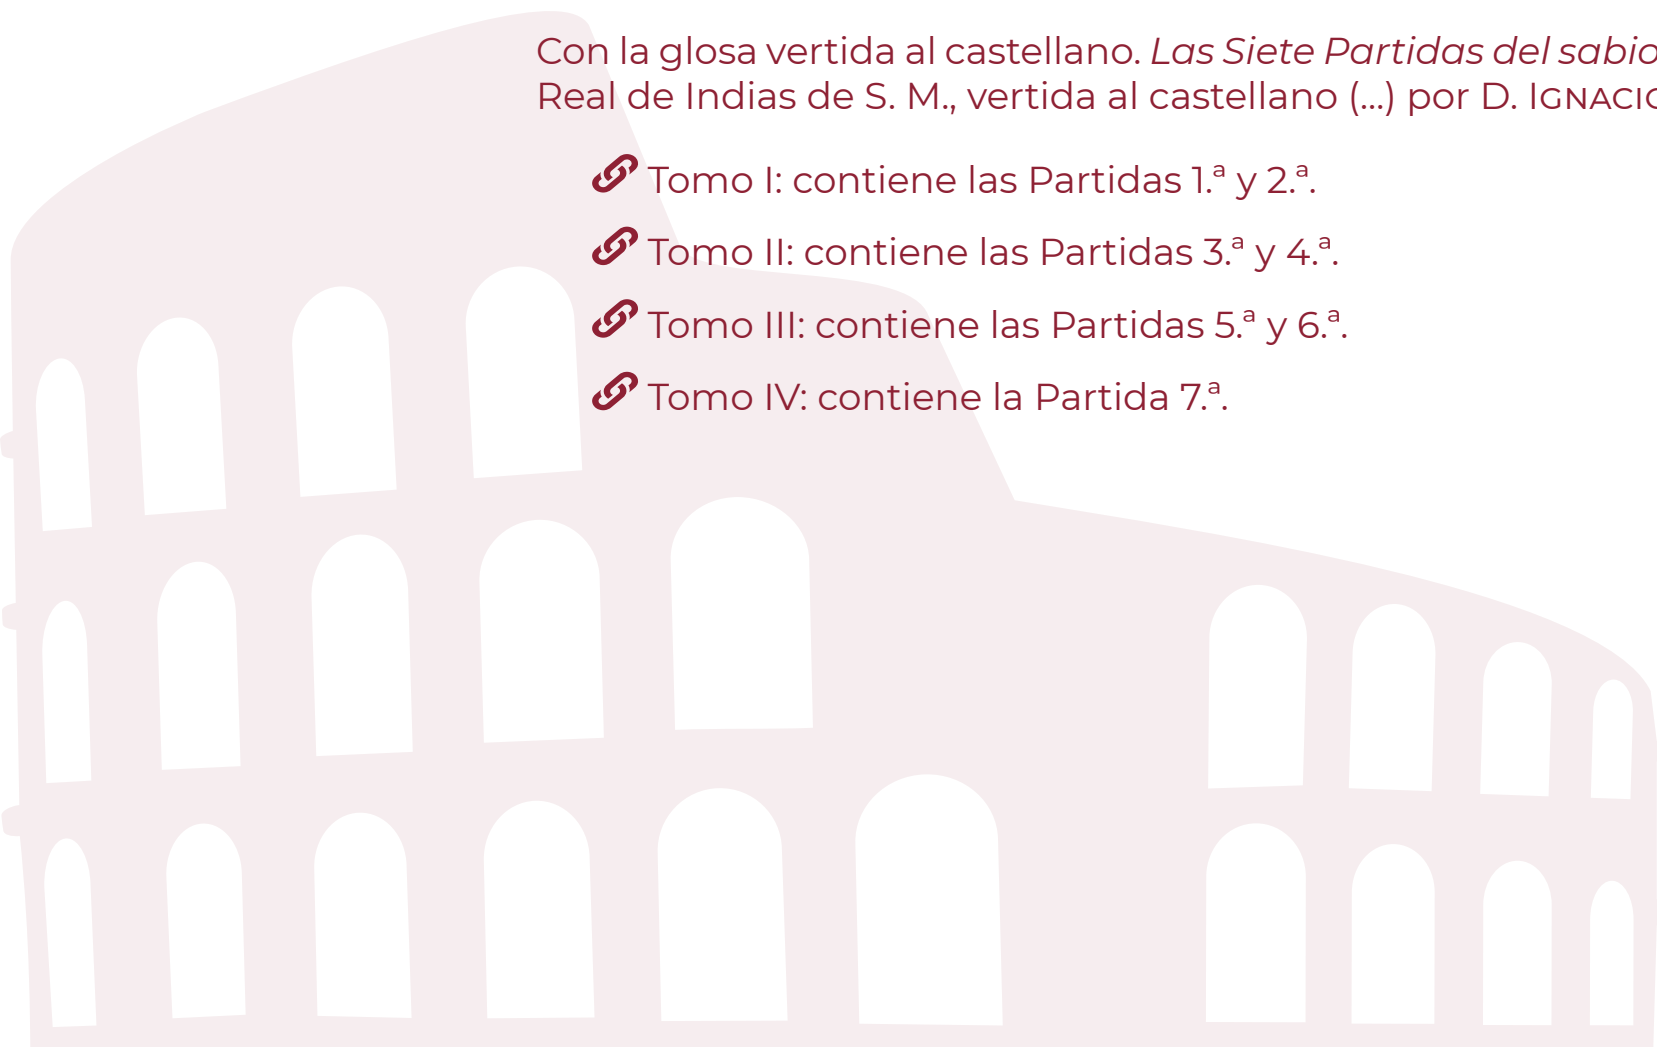 Con la glosa vertida al castellano. Las Siete Partidas del sabio
Real de Indias de S. M., vertida al castellano (...) por D. IGNACIO
Tomo I: contiene las Partidas 1.ª y 2.ª.
Tomo II: contiene las Partidas 3.ª y 4.ª.
Tomo III: contiene las Partidas 5.ª y 6.ª.
Tomo IV: contiene la Partida 7.ª.